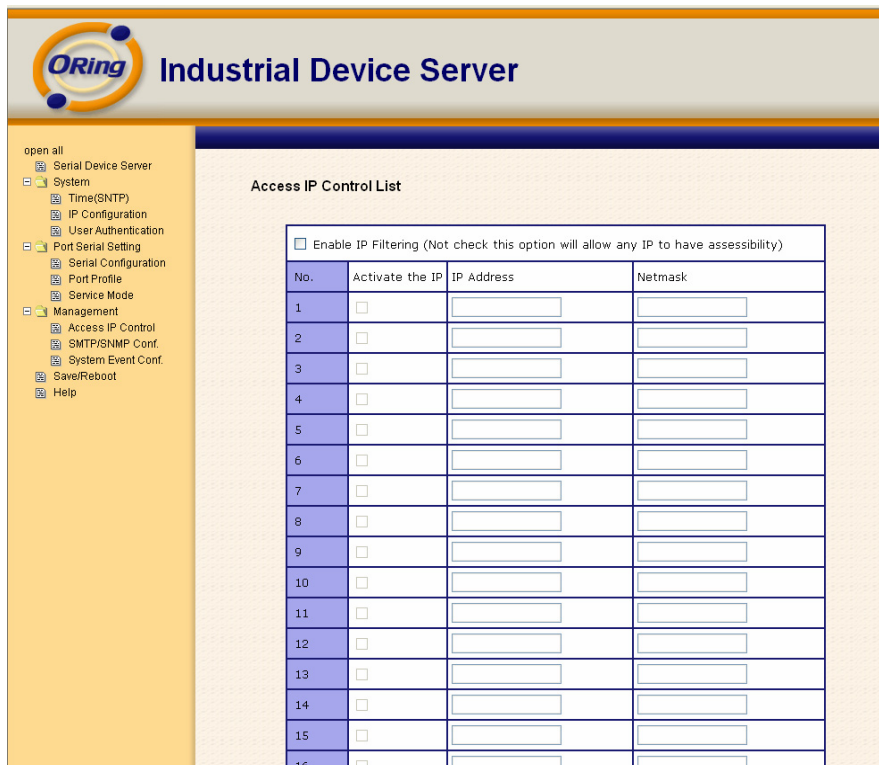 ORing
Industrial Device Server
open all
Serial Device Server
System
Time(SNTP)
IP Configuration
User Authentication
Port Serial Setting
Serial Configuration
Port Profile
Service Mode
Management
Access IP Control
SMTP/SNMP Conf.
System Event Conf.
Save/Reboot
Help
Access IP Control List
Enable IP Filtering (Not check this option will allow any IP to have assessibility)
No. Activate the IP IP Address Netmask
1
2
3
4
5
6
7
8
9
10
11
12
13
14
15
16